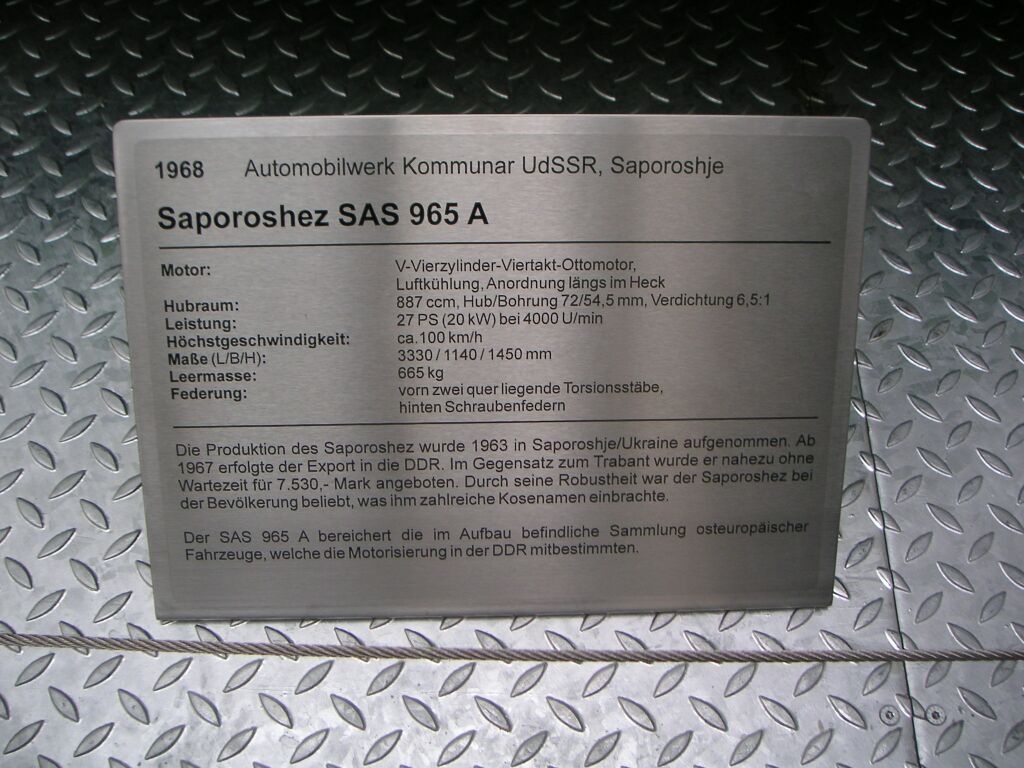 1968 Automobilwerk Kommunar UdSSR, Saporoshje
Saporoshez SAS 965 A
Motor: V-Vierzylinder-Viertakt-Ottomotor,
Luftkühlung, Anordnung längs im Heck
Hubraum: 887 ccm, Hub/Bohrung 72/54,5 mm, Verdichtung 6,5:1
Leistung: 27 PS (20 kW) bei 4000 U/min
Höchstgeschwindigkeit: ca.100 km/h
Maße (L/B/H): 3330 / 1140 / 1450 mm
Leermasse: 665 kg
Federung: vorn zwei quer liegende Torsionsstäbe,
hinten Schraubenfedern
Die Produktion des Saporoshez wurde 1963 in Saporoshje/Ukraine aufgenommen. Ab
1967 erfolgte der Export in die DDR. Im Gegensatz zum Trabant wurde er nahezu ohne
Wartezeit für 7.530,- Mark angeboten. Durch seine Robustheit war der Saporoshez bei
der Bevölkerung beliebt, was ihm zahlreiche Kosenamen einbrachte.
Der SAS 965 A bereichert die im Aufbau befindliche Sammlung osteuropäischer
Fahrzeuge, welche die Motorisierung in der DDR mitbestimmten.